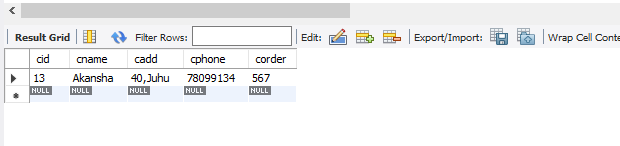 Result Grid Filter Rows: Edit: Export/Import: Wrap Cell Conte
cid cname cadd cphone corder
13 Akansha 40,Juhu 78099134 567
NULL NULL NULL NULL NULL